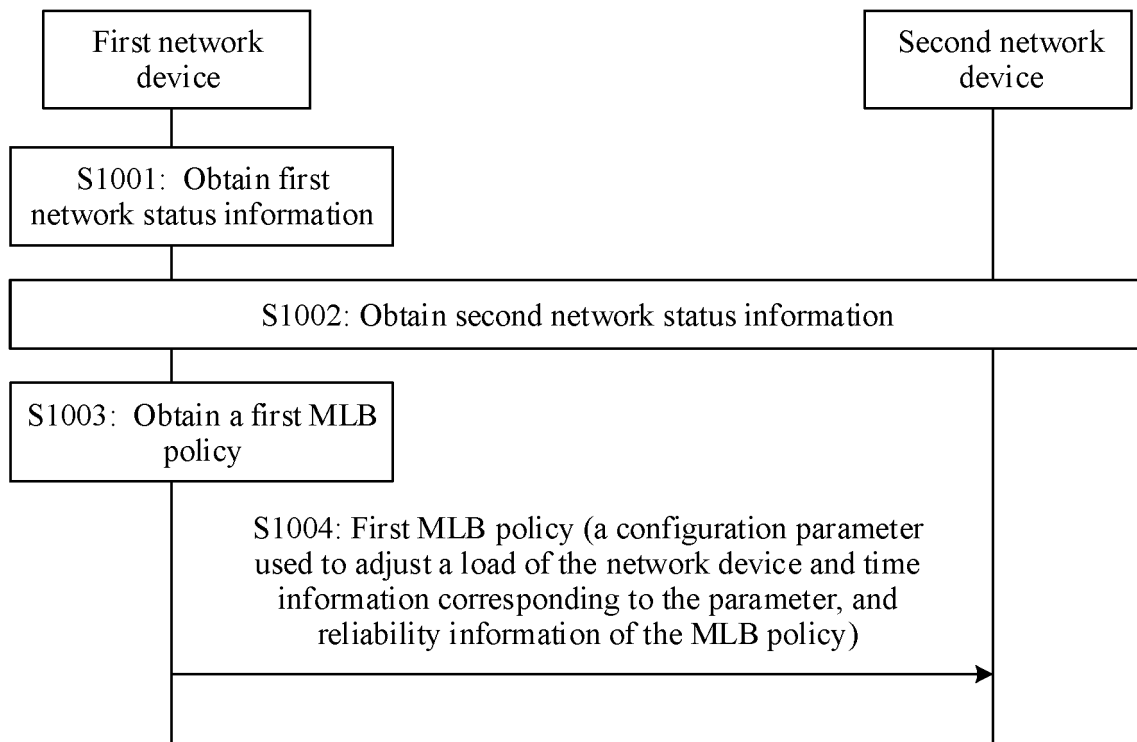 First network
device
Second network
device
S1001: Obtain first
network status information
S1002: Obtain second network status information
S1003: Obtain a first MLB
policy
S1004: First MLB policy (a configuration parameter
used to adjust a load of the network device and time
information corresponding to the parameter, and
reliability information of the MLB policy)